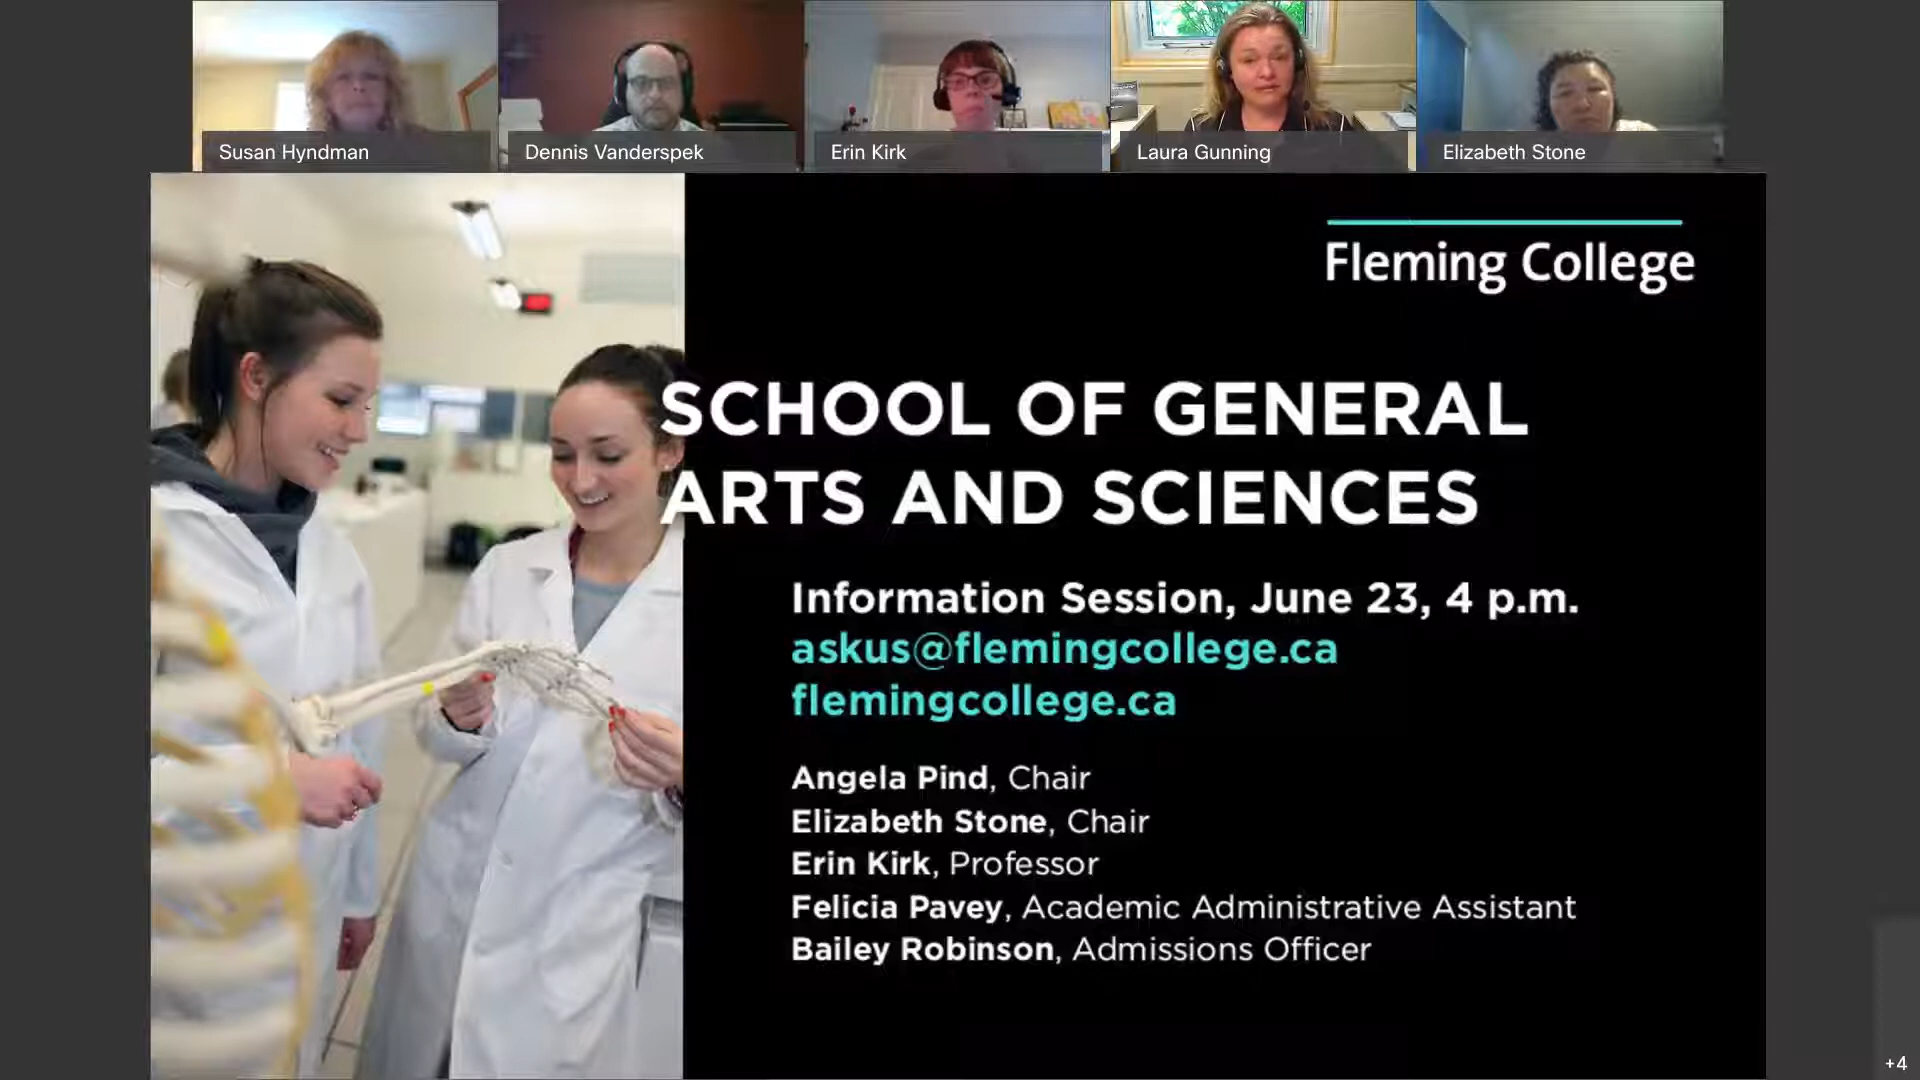 Susan Hyndman
Dennis Vanderspek
Erin Kirk
Laura Gunning
Elizabeth Stone
Fleming College
SCHOOL OF GENERAL
ARTS AND SCIENCES
Information Session, June 23, 4 p.m.
askus@flemingcollege.ca
flemingcollege.ca
Angela Pind, Chair
Elizabeth Stone, Chair
Erin Kirk, Professor
Felicia Pavey, Academic Administrative Assistant
Bailey Robinson, Admissions Officer
+4